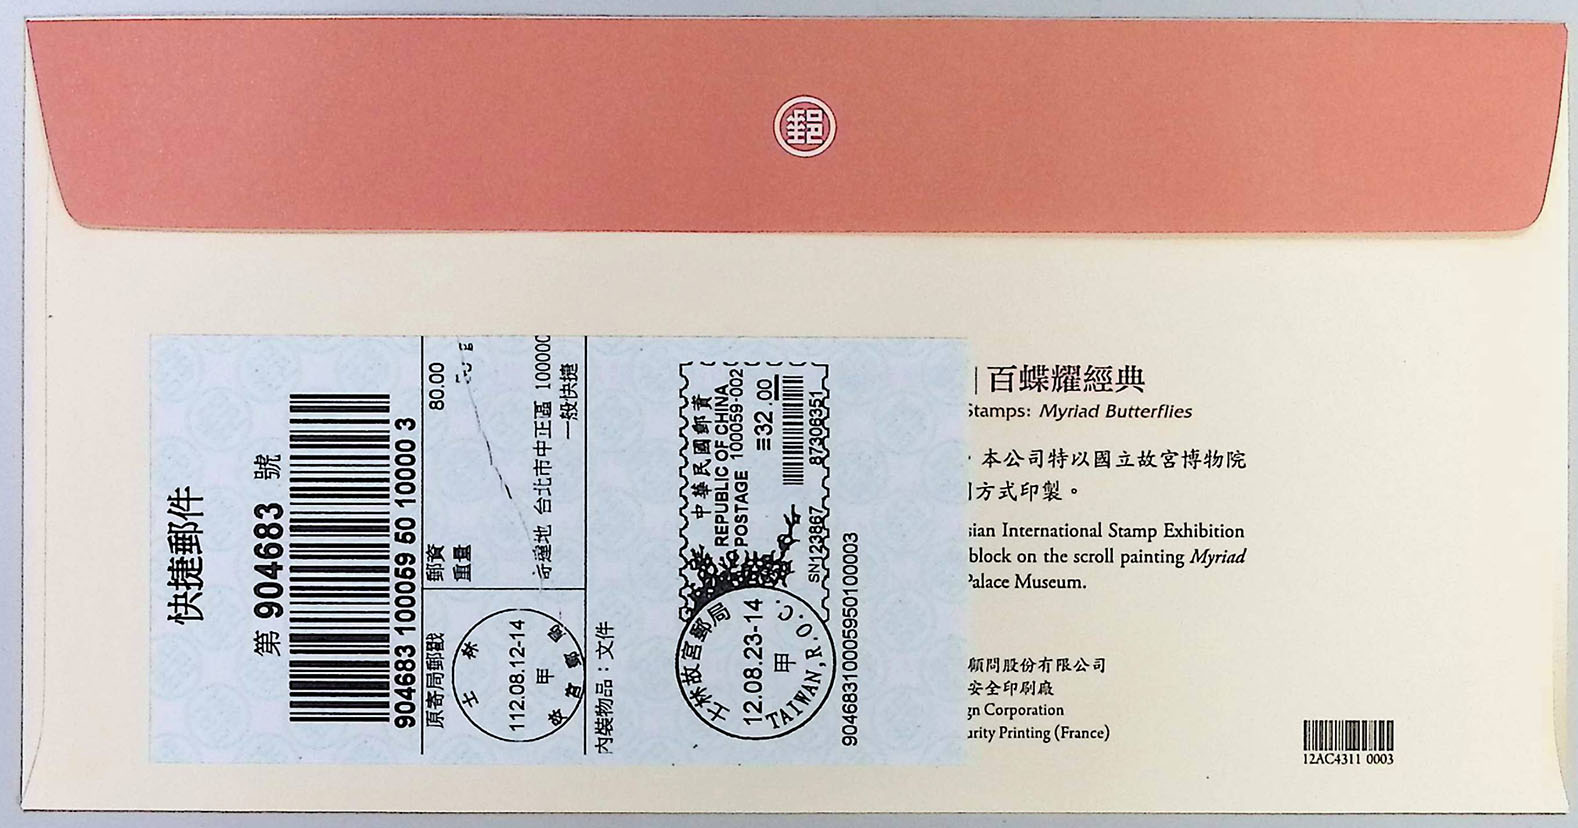 快捷郵件
第 904683 號
904683 100059 50 10000 3
郵資 80.00
重量
寄達地 台北市中正區 100000
一般快捷
原寄局郵戳
士林
故宮郵局
112.08.12-14
甲
內裝物品：文件
中華民國郵資
REPUBLIC OF CHINA
POSTAGE 100059-002
≡32.00
SN123867 87306351
士林故宮郵局
12.08.23-14
甲
TAIWAN,R.O.C.
90468310005950100003
百蝶耀經典
Stamps: Myriad Butterflies
，本公司特以國立故宮博物院
方式印製。
sian International Stamp Exhibition
block on the scroll painting Myriad
Palace Museum.
顧問股份有限公司
安全印刷廠
gn Corporation
urity Printing (France)
12AC4311 0003